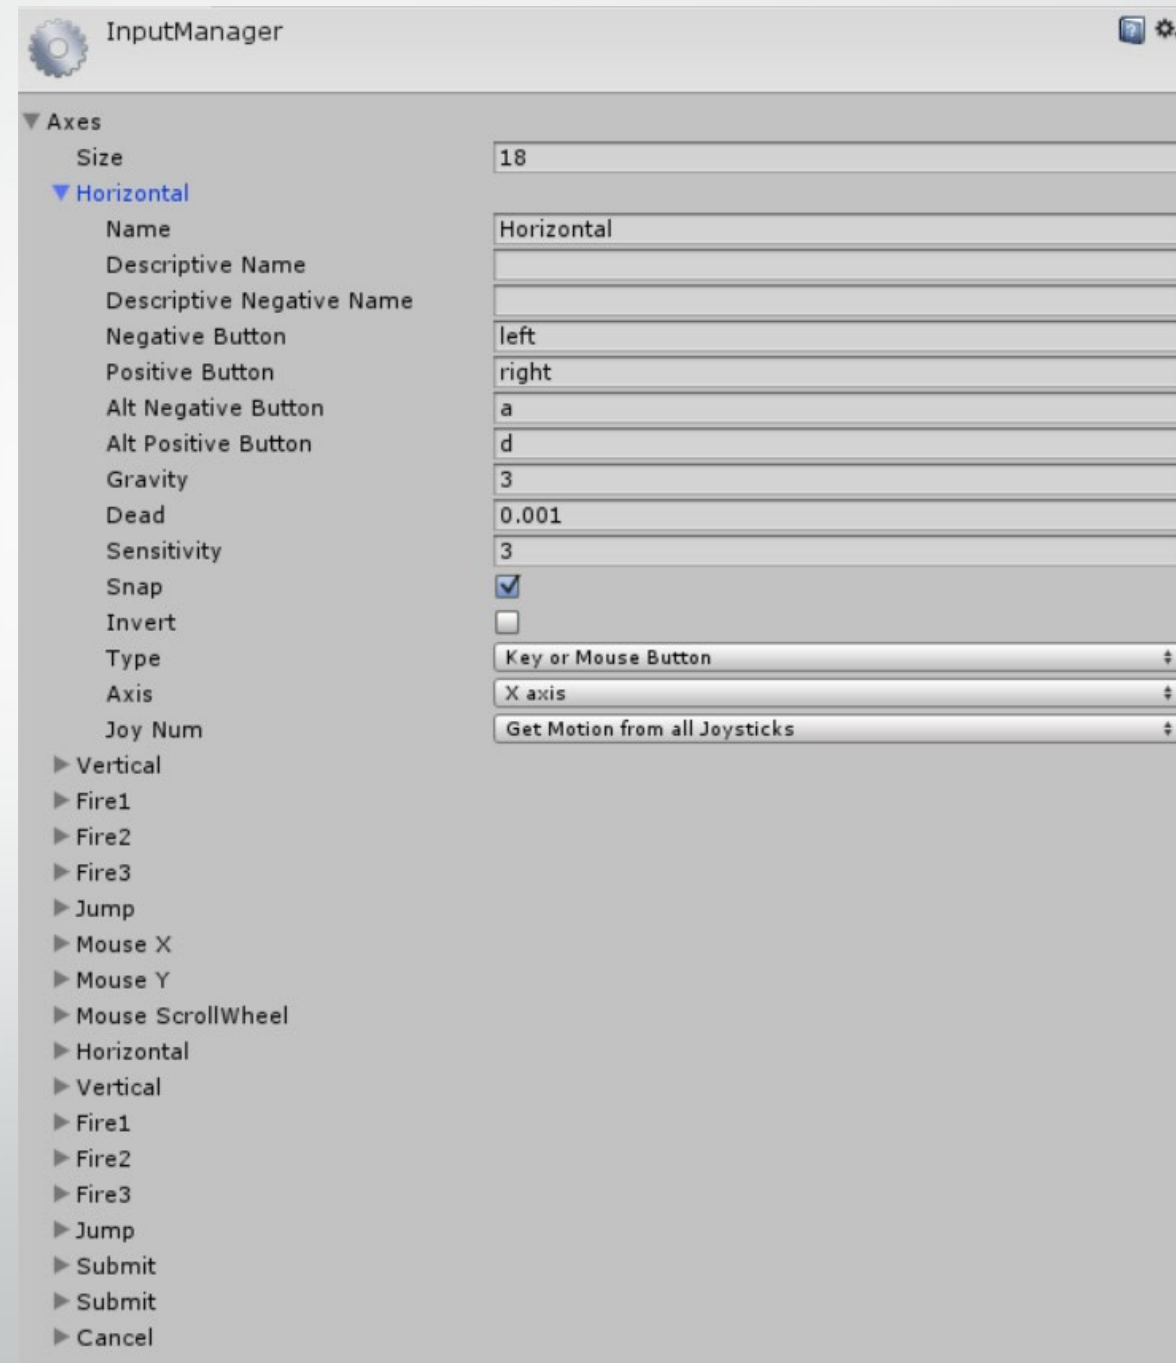 InputManager
Axes
Size 18
Horizontal
Name Horizontal
Descriptive Name
Descriptive Negative Name
Negative Button left
Positive Button right
Alt Negative Button a
Alt Positive Button d
Gravity 3
Dead 0.001
Sensitivity 3
Snap
Invert
Type Key or Mouse Button
Axis X axis
Joy Num Get Motion from all Joysticks
Vertical
Fire1
Fire2
Fire3
Jump
Mouse X
Mouse Y
Mouse ScrollWheel
Horizontal
Vertical
Fire1
Fire2
Fire3
Jump
Submit
Submit
Cancel